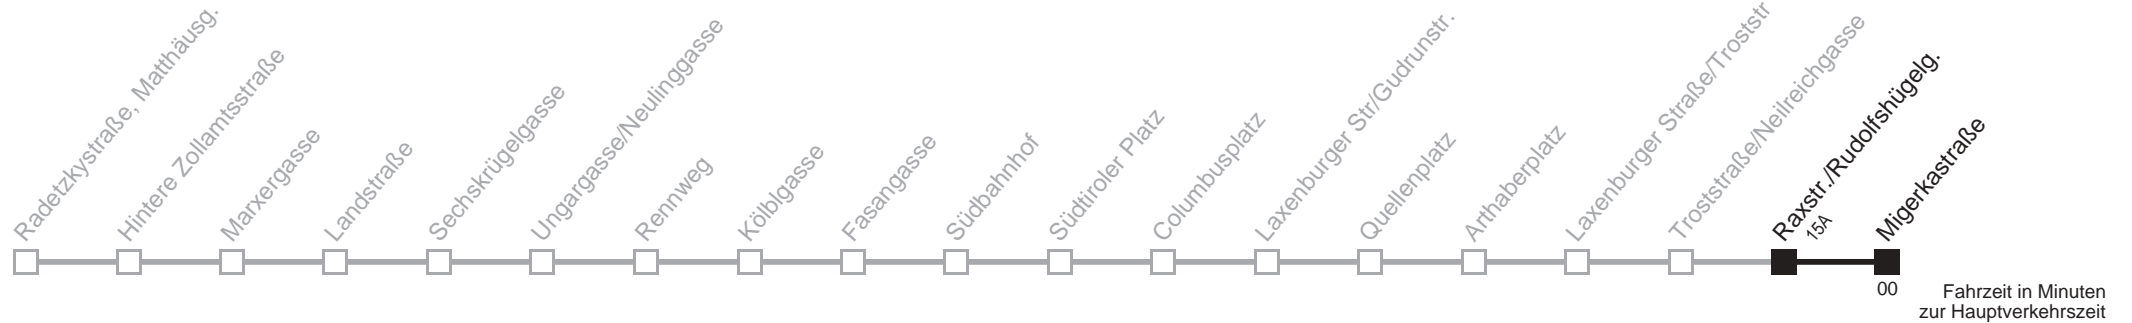 Radetzkystraße, Matthäusg.
Hintere Zollamtsstraße
Marxergasse
Landstraße
Sechskrügelgasse
Ungargasse/Neulinggasse
Rennweg
Kölblgasse
Fasangasse
Südbahnhof
Südtiroler Platz
Columbusplatz
Laxenburger Str/Gudrunstr.
Quellenplatz
Arthaberplatz
Laxenburger Straße/Troststr
Troststraße/Neilreichgasse
Raxstr./Rudolfshügelg.
15A
Migerkastraße
00
Fahrzeit in Minuten
zur Hauptverkehrszeit